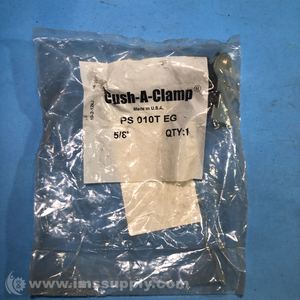 Cush-A-Clamp®
Made in U.S.A.
PS 010T EG
5/8" QTY:1
© www.imssupply.com